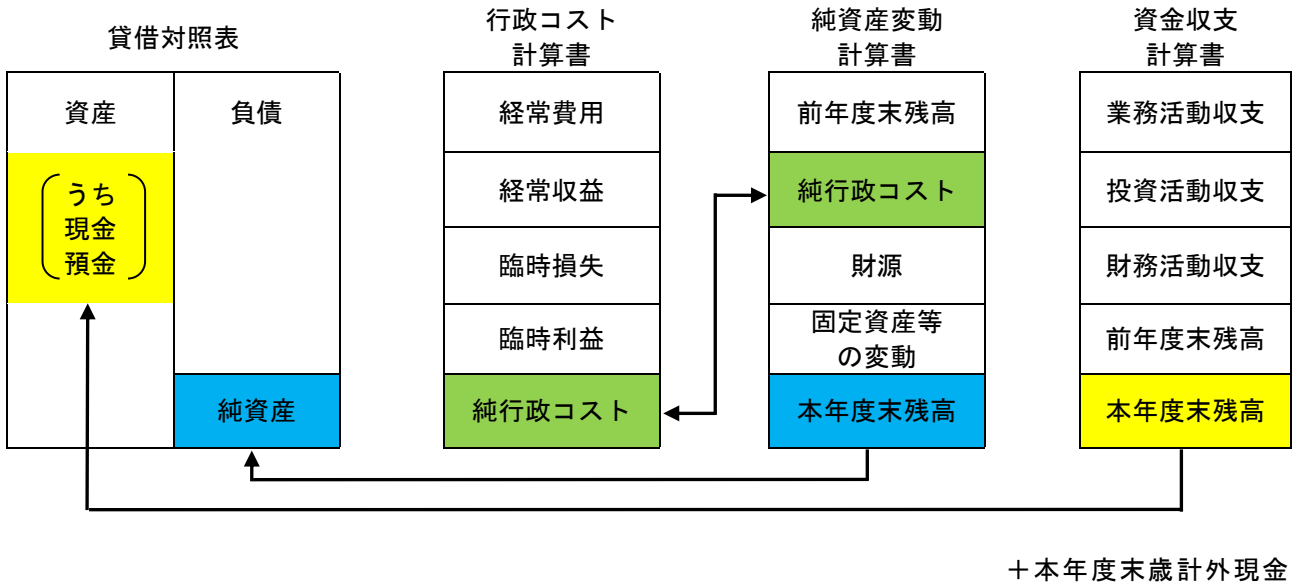 貸借対照表
資産
負債
うち
現金
預金
純資産
行政コスト
計算書
経常費用
経常収益
臨時損失
臨時利益
純行政コスト
純資産変動
計算書
前年度末残高
純行政コスト
財源
固定資産等
の変動
本年度末残高
資金収支
計算書
業務活動収支
投資活動収支
財務活動収支
前年度末残高
本年度末残高
＋本年度末歳計外現金